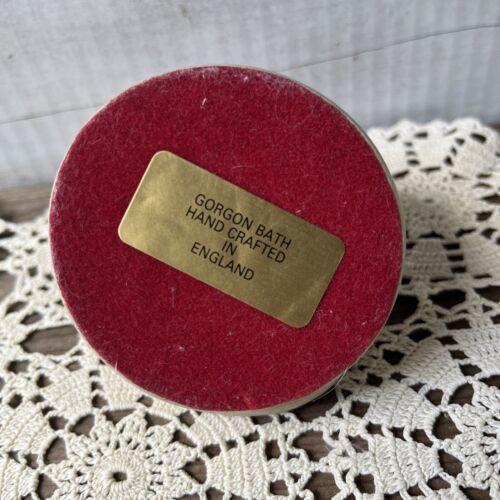 GORGON BATH
HAND CRAFTED
IN
ENGLAND